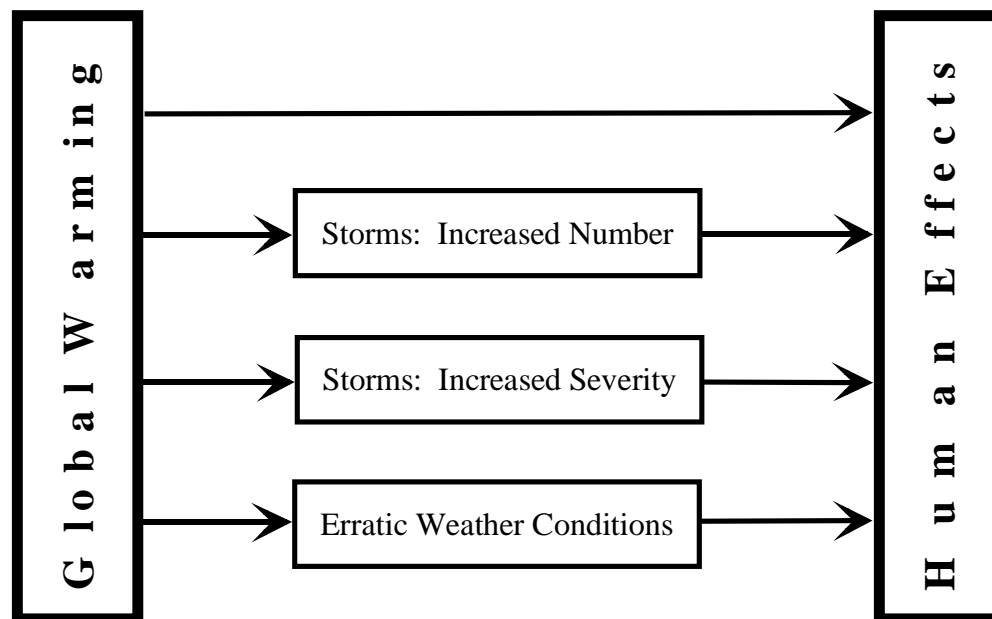 Global Warming
Storms:  Increased Number
Storms:  Increased Severity
Erratic Weather Conditions
Human Effects